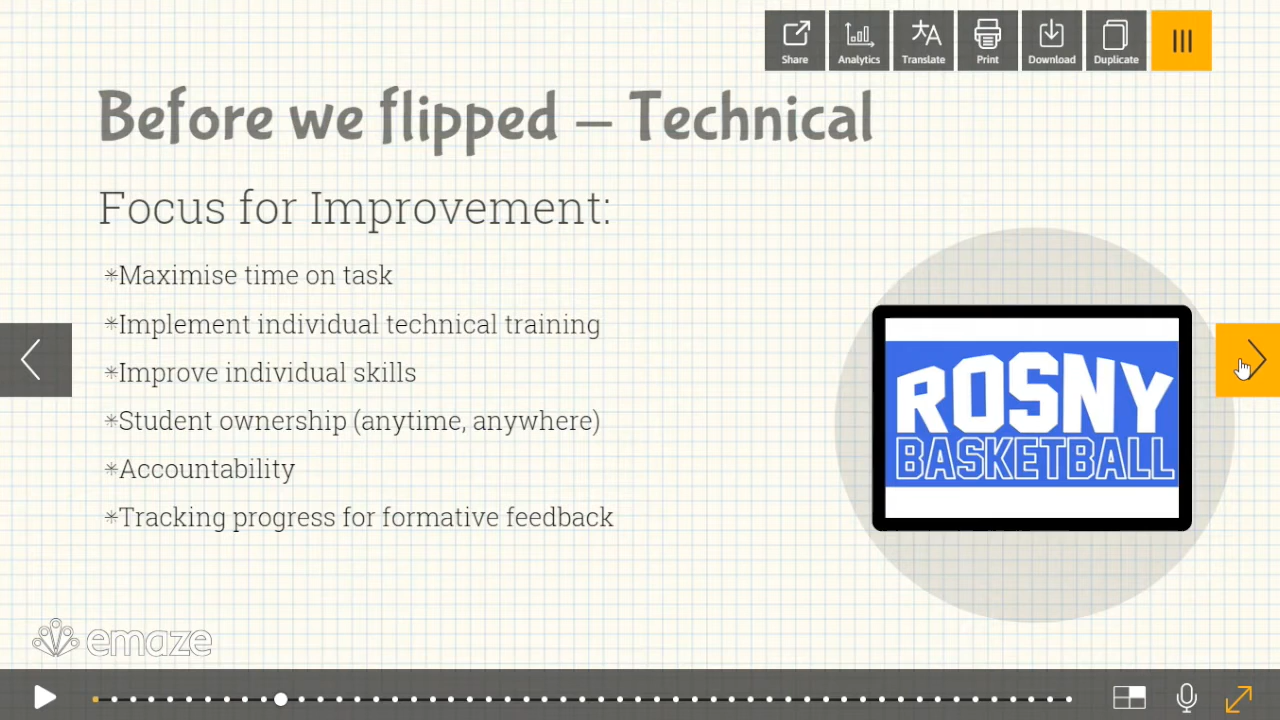 Share
Analytics
Translate
Print
Download
Duplicate
Before we flipped – Technical
Focus for Improvement:
*Maximise time on task
*Implement individual technical training
*Improve individual skills
*Student ownership (anytime, anywhere)
*Accountability
*Tracking progress for formative feedback
ROSNY
BASKETBALL
emaze